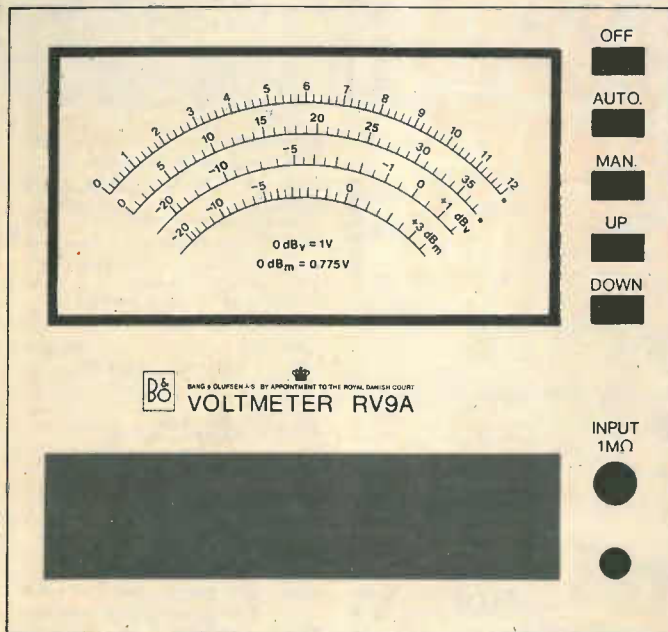 OFF
AUTO.
MAN.
UP
DOWN
0 1 2 3 4 5 6 7 8 9 10 11 12
0 5 10 15 20 25 30 35
-20 -10 -5 -1 0 +1 dBv
-20 -10 -5 0 +3 dBm
0 dBv = 1V
0 dBm = 0.775V
B&O
BANG & OLUFSEN A/S BY APPOINTMENT TO THE ROYAL DANISH COURT
VOLTMETER RV9A
INPUT
1MΩ